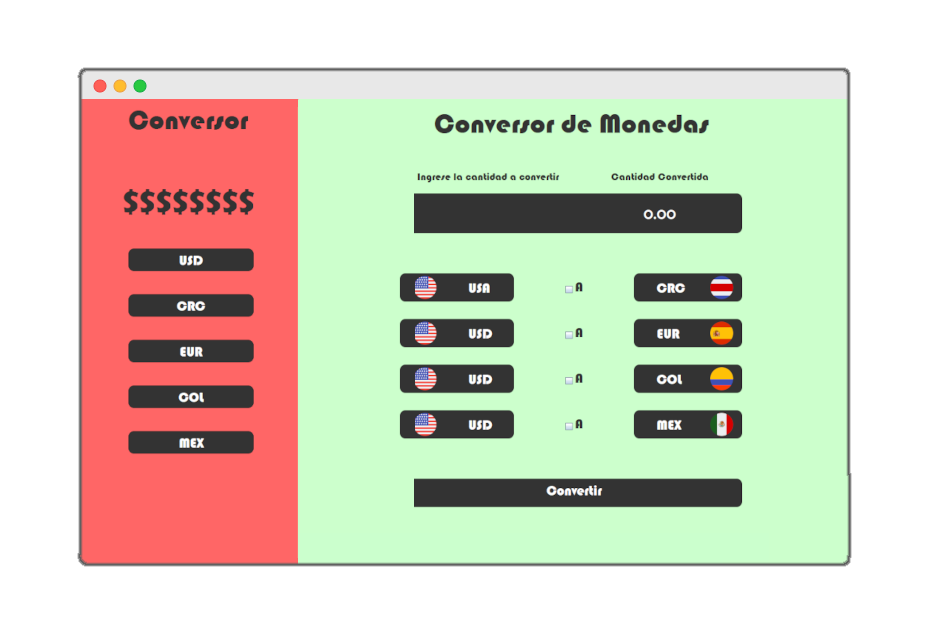 Conversor
$$$$$$$$
USD
CRC
EUR
COL
MEX
Conversor de Monedas
Ingrese la cantidad a convertir Cantidad Convertida
0.00
USA A CRC
USD A EUR
USD A COL
USD A MEX
Convertir